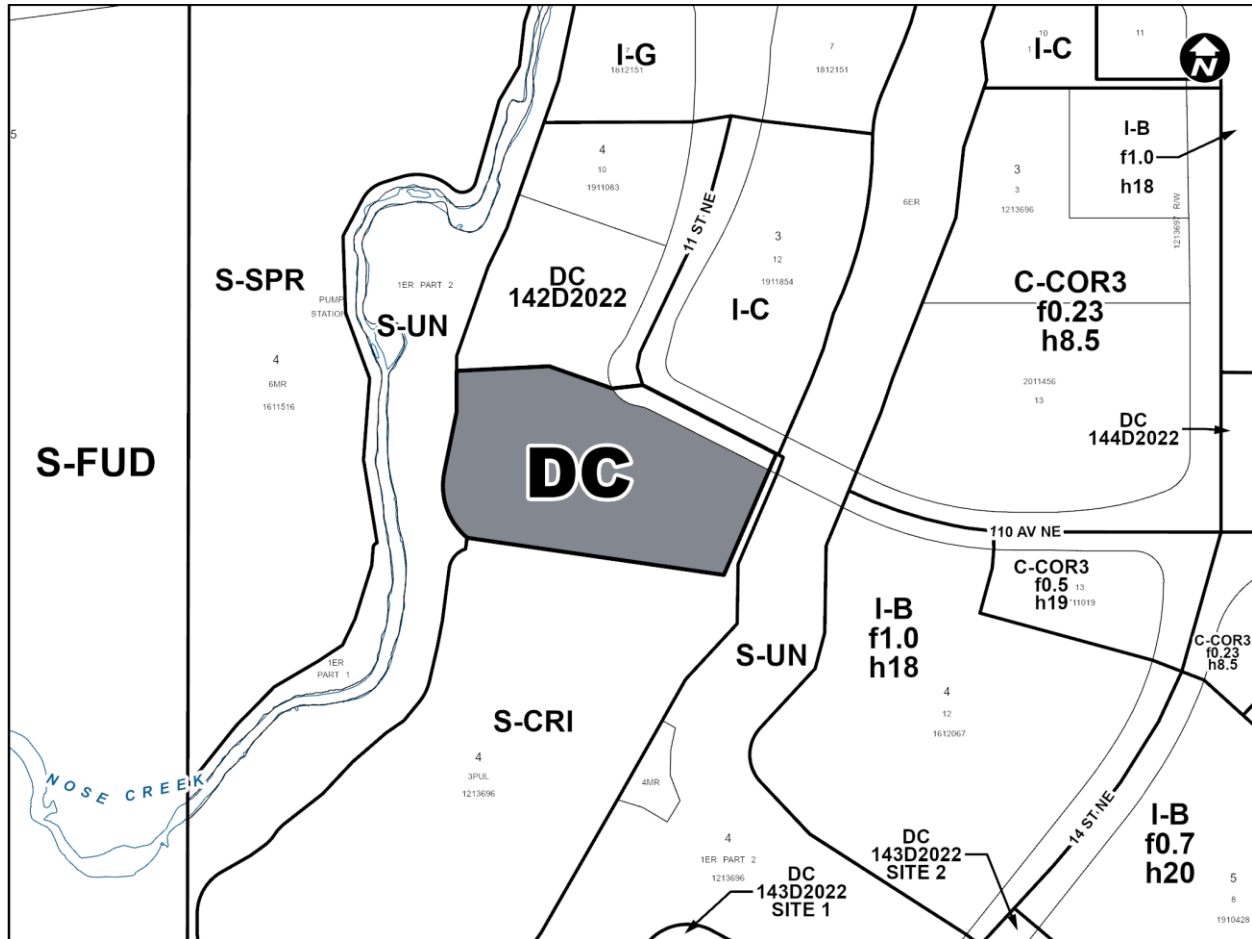 7
I-G
1812151
7
1812151
10
I-C
1
11
N
5
I-B
f1.0
h18
4
10
1911083
3
3
1213696
6ER
1213697 R/W
11 ST NE
3
12
1911854
S-SPR
1ER PART 2
PUMP
STATION
S-UN
DC
142D2022
I-C
C-COR3
f0.23
h8.5
4
6MR
1611516
2011456
13
DC
144D2022
S-FUD
DC
110 AV NE
C-COR3
f0.5
h19
13
11019
I-B
f1.0
h18
C-COR3
f0.23
h8.5
S-UN
1ER
PART 1
4
12
1612067
S-CRI
4
3PUL
1213696
4MR
NOSE CREEK
14 ST NE
I-B
f0.7
h20
DC
143D2022
SITE 2
4
1ER PART 2
1213696
DC
143D2022
SITE 1
5
8
1910428